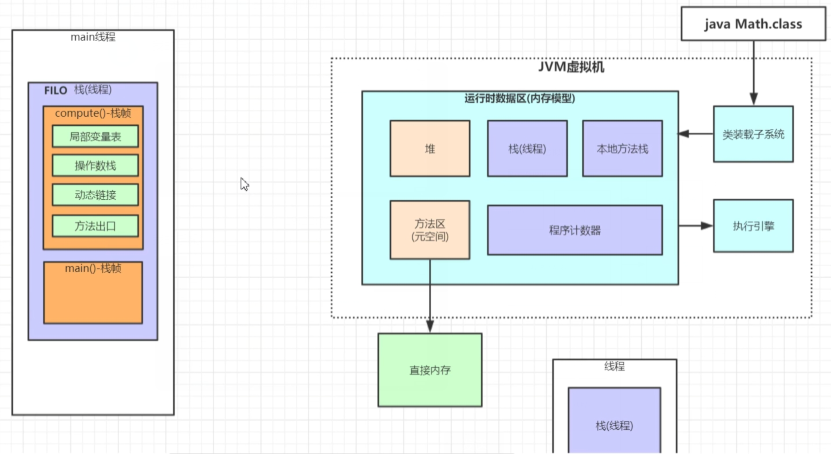 main线程
FILO 栈(线程)
compute()-栈帧
局部变量表
操作数栈
动态链接
方法出口
main()-栈帧
java Math.class
JVM虚拟机
运行时数据区(内存模型)
堆
栈(线程)
本地方法栈
类装载子系统
方法区
(元空间)
程序计数器
执行引擎
直接内存
线程
栈(线程)